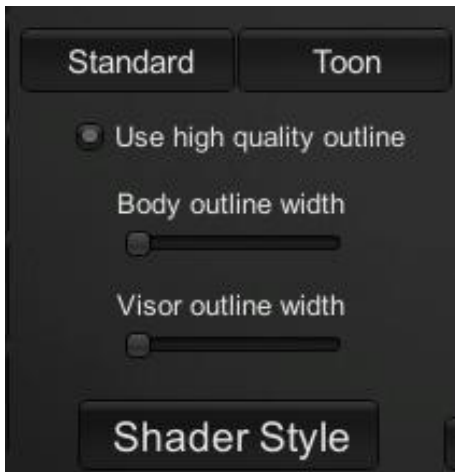 Standard Toon
Use high quality outline
Body outline width
Visor outline width
Shader Style